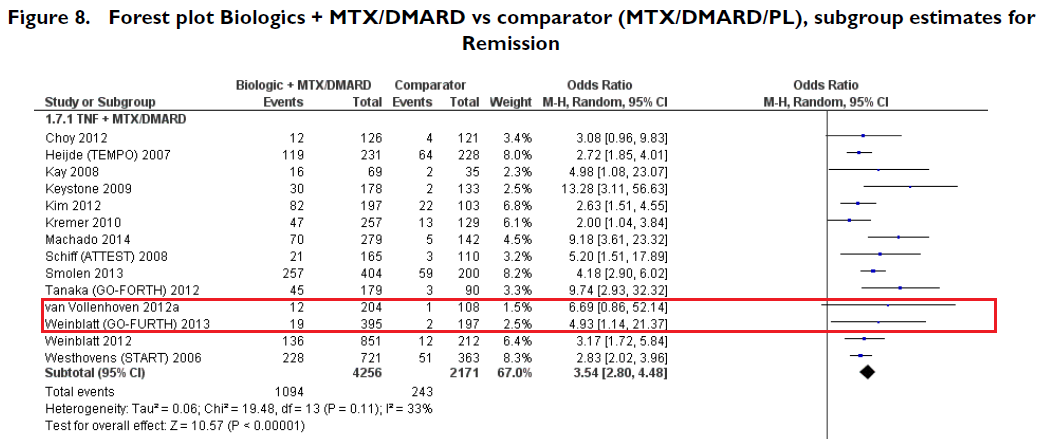 Figure 8. Forest plot Biologics + MTX/DMARD vs comparator (MTX/DMARD/PL), subgroup estimates for
Remission
Biologic + MTX/DMARD Comparator Odds Ratio Odds Ratio
Study or Subgroup Events Total Events Total Weight M-H, Random, 95% CI M-H, Random, 95% CI
1.7.1 TNF + MTX/DMARD
Choy 2012 12 126 4 121 3.4% 3.08 [0.96, 9.83]
Heijde (TEMPO) 2007 119 231 64 228 8.0% 2.72 [1.85, 4.01]
Kay 2008 16 69 2 35 2.4% 4.98 [1.08, 23.07]
Keystone 2009 30 178 2 133 2.5% 13.28 [3.11, 56.63]
Kim 2012 82 197 22 103 6.8% 2.63 [1.51, 4.55]
Kremer 2010 47 257 13 129 6.1% 2.00 [1.04, 3.84]
Machado 2014 70 279 5 142 4.5% 9.18 [3.61, 23.32]
Schiff (ATTEST) 2008 21 165 3 110 3.2% 5.20 [1.51, 17.89]
Smolen 2013 257 404 59 200 8.2% 4.18 [2.90, 6.02]
Tanaka (GO-FORTH) 2012 45 179 3 90 3.3% 9.74 [2.93, 32.32]
van Vollenhoven 2012a 12 204 1 108 1.5% 6.69 [0.86, 52.14]
Weinblatt (GO-FURTH) 2013 19 395 2 197 2.5% 4.93 [1.14, 21.37]
Weinblatt 2012 136 851 12 212 6.4% 3.17 [1.72, 5.84]
Westhovens (START) 2006 228 721 51 363 8.3% 2.83 [2.02, 3.96]
Subtotal (95% CI) 4256 2171 67.0% 3.54 [2.80, 4.48]
Total events 1094 243
Heterogeneity: Tau² = 0.06; Chi² = 19.48, df = 13 (P = 0.11); I² = 33%
Test for overall effect: Z = 10.57 (P < 0.00001)